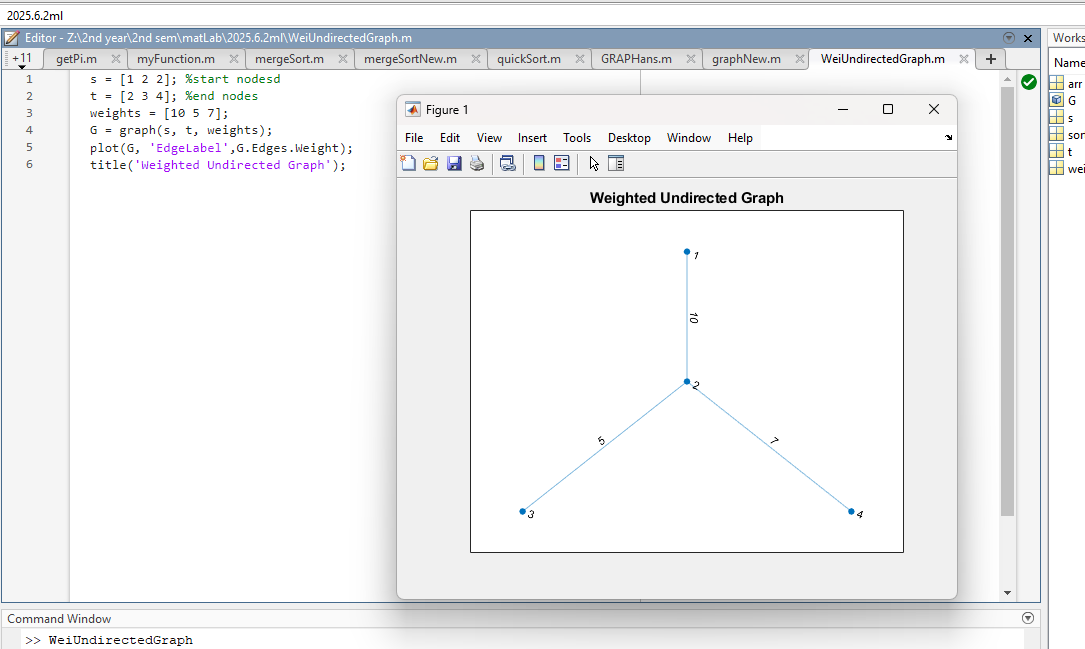 2025.6.2ml
Editor - Z:\2nd year\2nd sem\matLab\2025.6.2ml\WeiUndirectedGraph.m
Works
+11 getPi.m myFunction.m mergeSort.m mergeSortNew.m quickSort.m GRAPHans.m graphNew.m WeiUndirectedGraph.m
Name
1 s = [1 2 2]; %start nodesd
2 t = [2 3 4]; %end nodes
3 weights = [10 5 7];
4 G = graph(s, t, weights);
5 plot(G, 'EdgeLabel',G.Edges.Weight);
6 title('Weighted Undirected Graph');
arr
G
s
sor
t
wei
Figure 1
File Edit View Insert Tools Desktop Window Help
Weighted Undirected Graph
1
10
2
5
7
3
4
Command Window
>> WeiUndirectedGraph